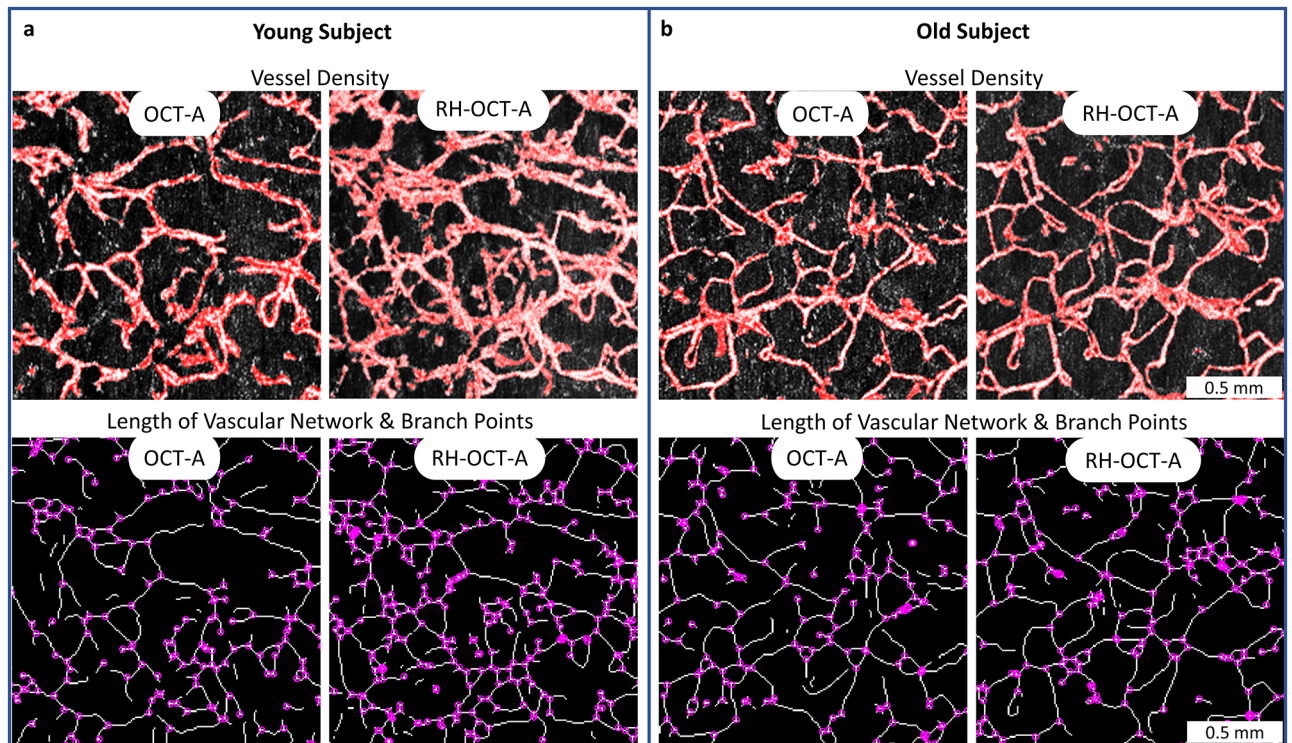 a
Young Subject
Vessel Density
OCT-A
RH-OCT-A
Length of Vascular Network & Branch Points
OCT-A
RH-OCT-A
b
Old Subject
Vessel Density
OCT-A
RH-OCT-A
0.5 mm
Length of Vascular Network & Branch Points
OCT-A
RH-OCT-A
0.5 mm